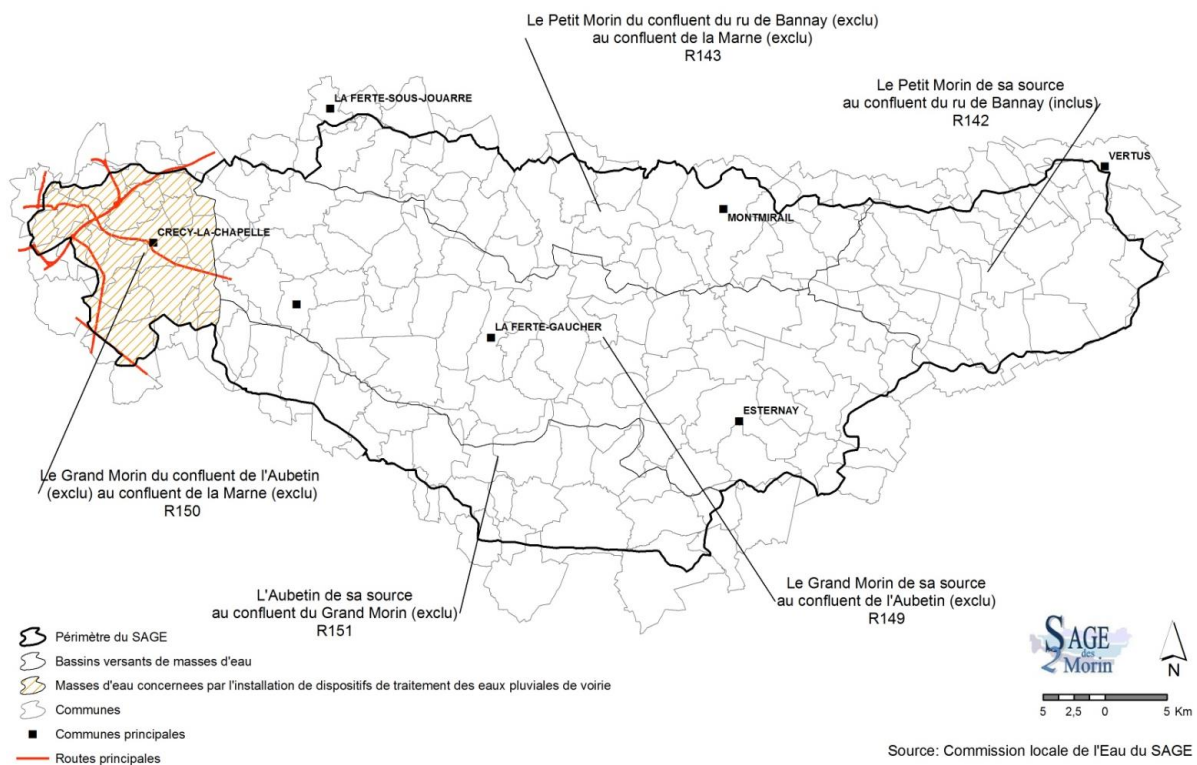 Le Petit Morin du confluent du ru de Bannay (exclu)
au confluent de la Marne (exclu)
R143
Le Petit Morin de sa source
au confluent du ru de Bannay (inclus)
R142
LA FERTE-SOUS-JOUARRE
VERTUS
MONTMIRAIL
CRECY-LA-CHAPELLE
LA FERTE-GAUCHER
ESTERNAY
Le Grand Morin du confluent de l'Aubetin
(exclu) au confluent de la Marne (exclu)
R150
L'Aubetin de sa source
au confluent du Grand Morin (exclu)
R151
Le Grand Morin de sa source
au confluent de l'Aubetin (exclu)
R149
Périmètre du SAGE
Bassins versants de masses d'eau
Masses d'eau concernees par l'installation de dispositifs de traitement des eaux pluviales de voirie
Communes
Communes principales
Routes principales
SAGE
des
2 Morin
N
5 2,5 0 5 Km
Source: Commission locale de l'Eau du SAGE